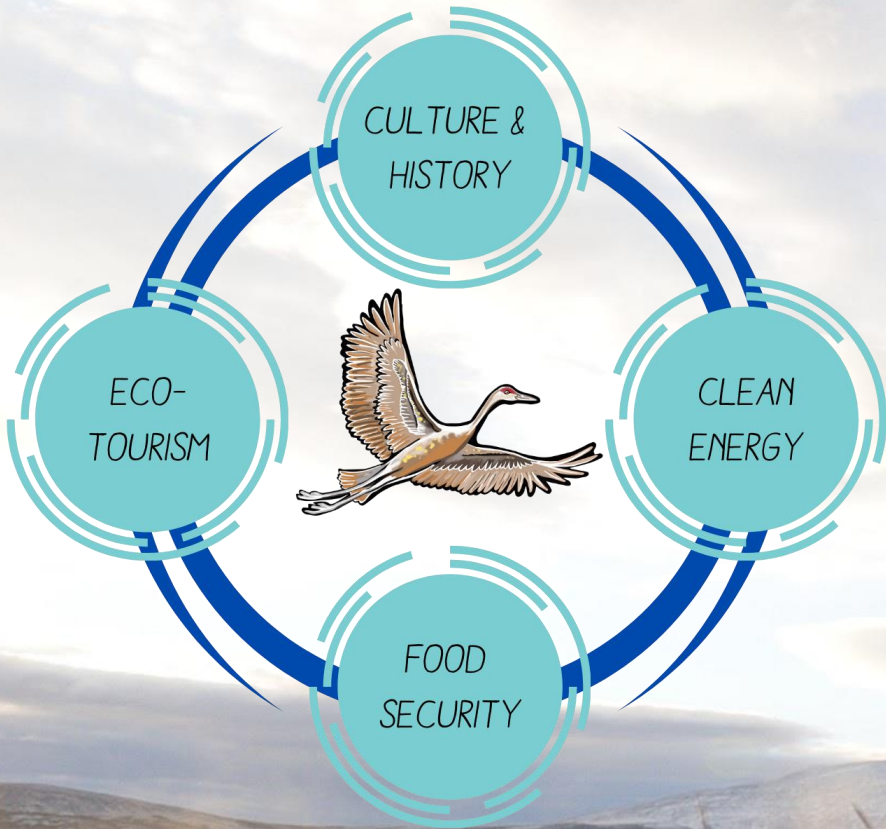 CULTURE &
HISTORY
ECO-
TOURISM
CLEAN
ENERGY
FOOD
SECURITY